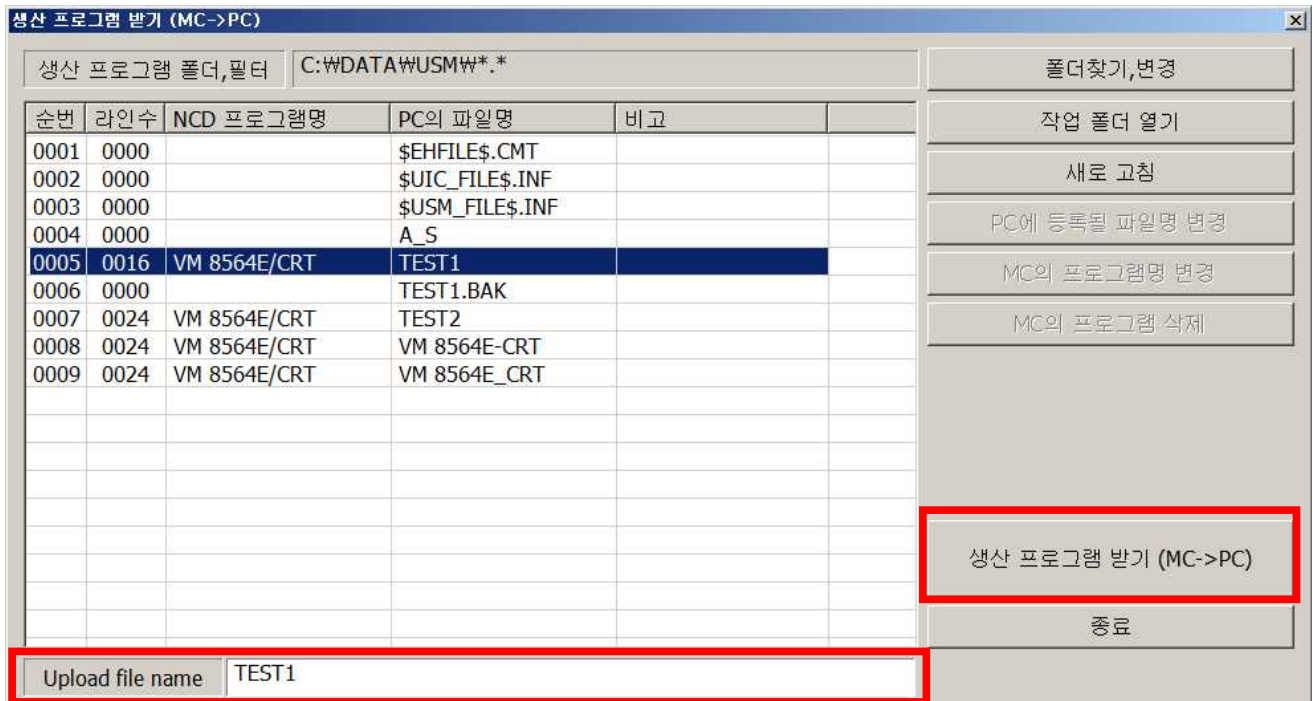 생산 프로그램 받기 (MC->PC)
생산 프로그램 폴더,필터 C:₩DATA₩USM₩*.*
순번 라인수 NCD 프로그램명 PC의 파일명 비고
0001 0000 $EHFILE$.CMT
0002 0000 $UIC_FILE$.INF
0003 0000 $USM_FILE$.INF
0004 0000 A_S
0005 0016 VM 8564E/CRT TEST1
0006 0000 TEST1.BAK
0007 0024 VM 8564E/CRT TEST2
0008 0024 VM 8564E/CRT VM 8564E-CRT
0009 0024 VM 8564E/CRT VM 8564E_CRT
Upload file name TEST1
폴더찾기,변경
작업 폴더 열기
새로 고침
PC에 등록될 파일명 변경
MC의 프로그램명 변경
MC의 프로그램 삭제
생산 프로그램 받기 (MC->PC)
종료